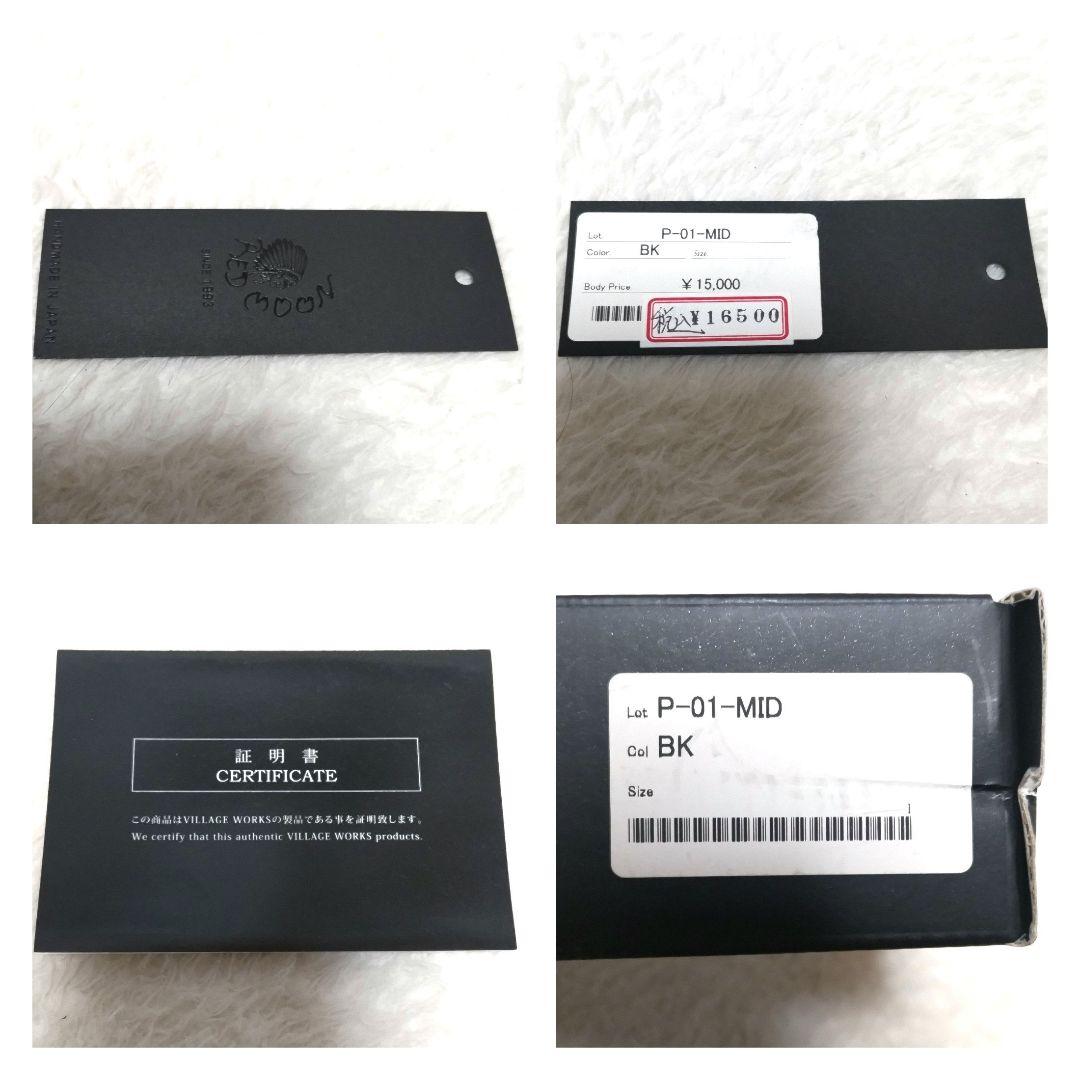 HANDMADE IN JAPAN
SINCE 1993
RED
MOON
Lot P-01-MID
Color BK Size
Body Price ¥15,000
税込¥16500
証明書
CERTIFICATE
この商品はVILLAGE WORKSの製品である事を証明致します。
We certify that this authentic VILLAGE WORKS products.
Lot P-01-MID
Col BK
Size
1